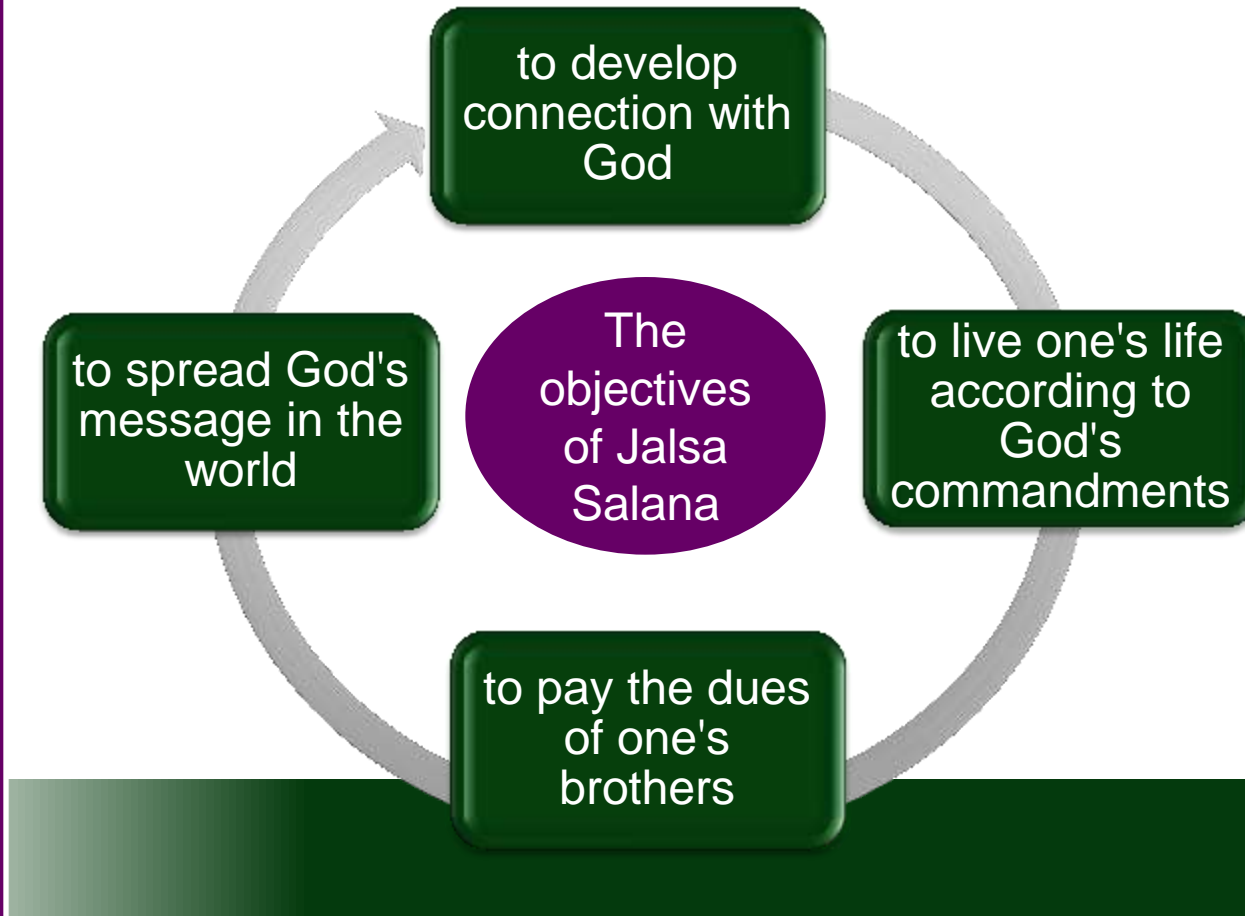 to develop
connection with
God
The
objectives
of Jalsa
Salana
to live one's life
according to
God's
commandments
to pay the dues
of one's
brothers
to spread God's
message in the
world